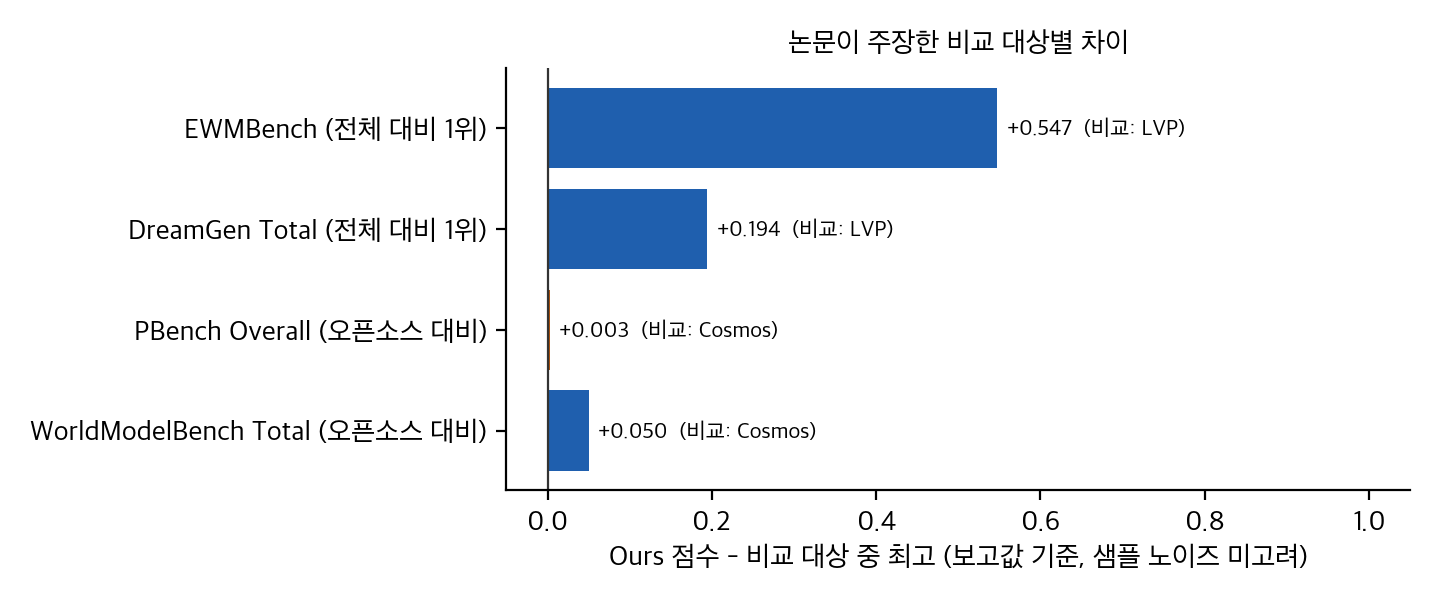 논문이 주장한 비교 대상별 차이
EWMBench (전체 대비 1위)
+0.547 (비교: LVP)
DreamGen Total (전체 대비 1위)
+0.194 (비교: LVP)
PBench Overall (오픈소스 대비)
+0.003 (비교: Cosmos)
WorldModelBench Total (오픈소스 대비)
+0.050 (비교: Cosmos)
0.0 0.2 0.4 0.6 0.8 1.0
Ours 점수 - 비교 대상 중 최고 (보고값 기준, 샘플 노이즈 미고려)